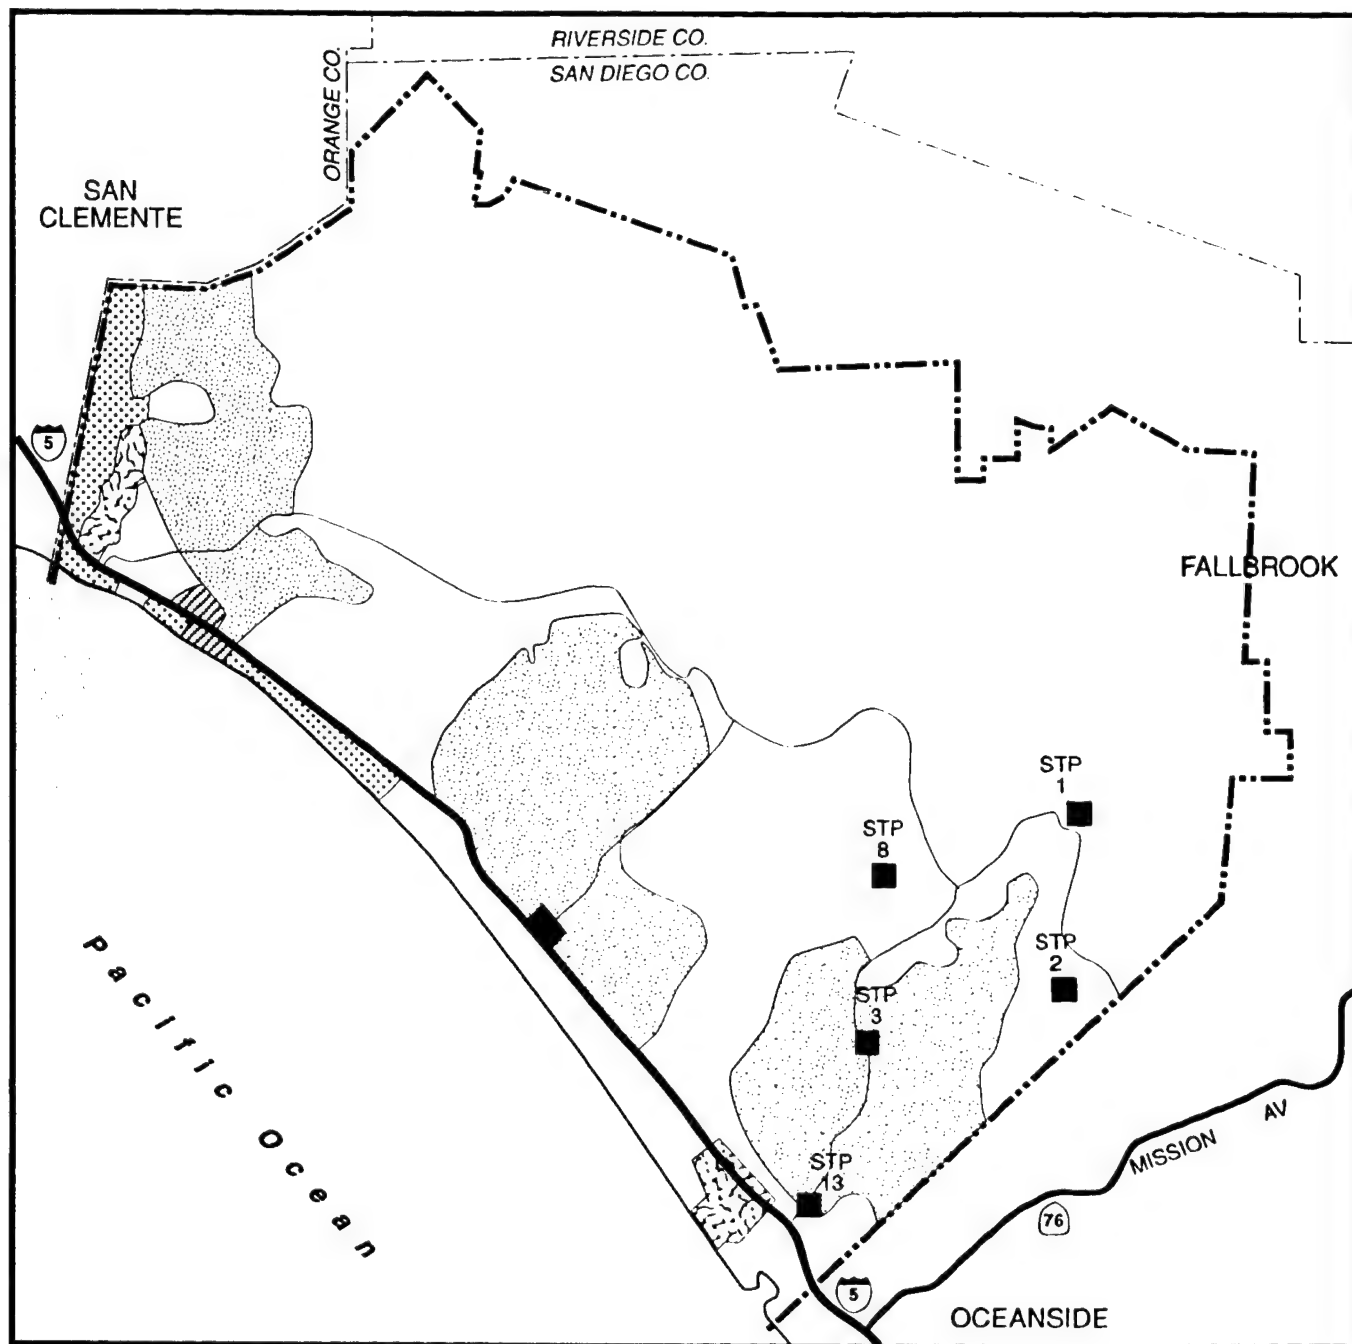 RIVERSIDE CO.
SAN DIEGO CO.
ORANGE CO.
SAN
CLEMENTE
5
FALLBROOK
STP
1
STP
8
STP
2
STP
3
Pacific Ocean
STP
13
MISSION AV
76
5
OCEANSIDE